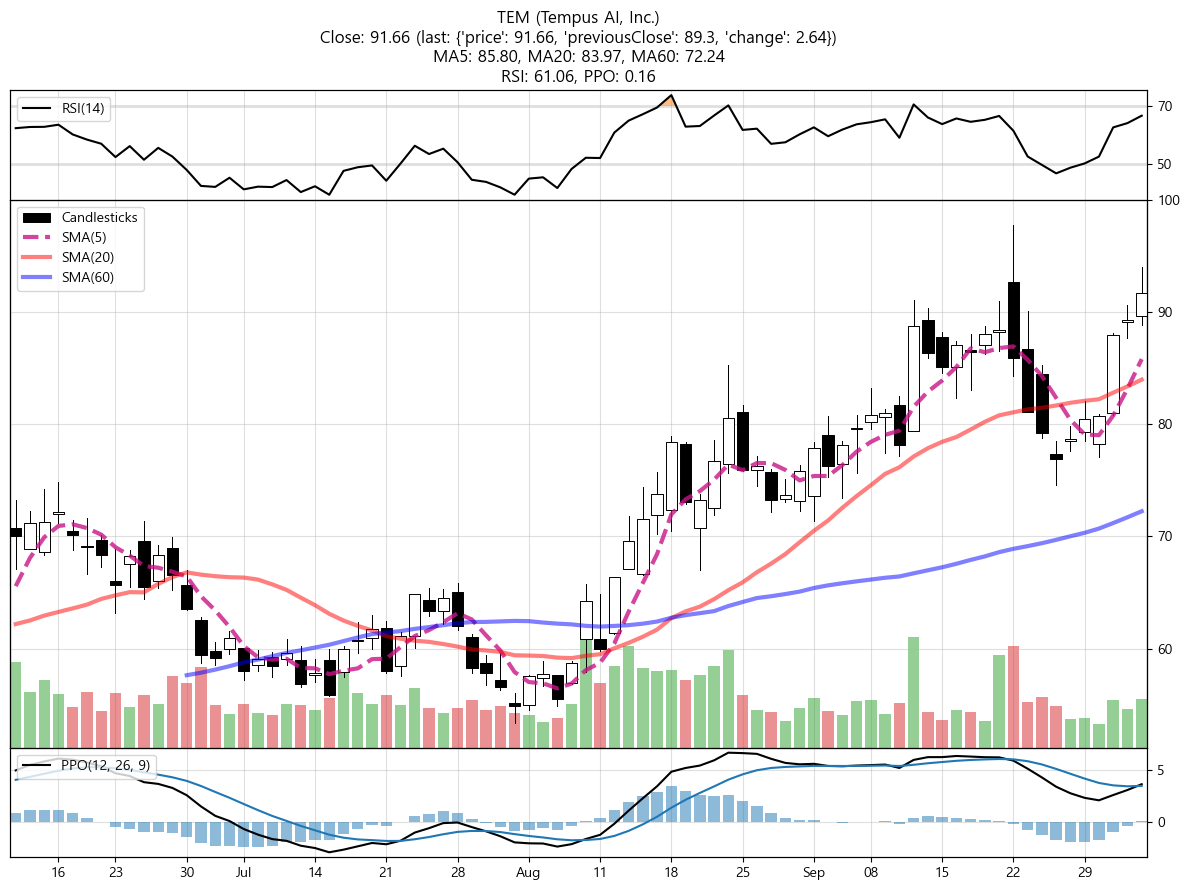 TEM (Tempus AI, Inc.)
Close: 91.66 (last: {'price': 91.66, 'previousClose': 89.3, 'change': 2.64})
MA5: 85.80, MA20: 83.97, MA60: 72.24
RSI: 61.06, PPO: 0.16
RSI(14)
70
50
100
Candlesticks
SMA(5)
SMA(20)
SMA(60)
90
80
70
60
PPO(12, 26, 9)
5
0
16 23 30 Jul 14 21 28 Aug 11 18 25 Sep 08 15 22 29